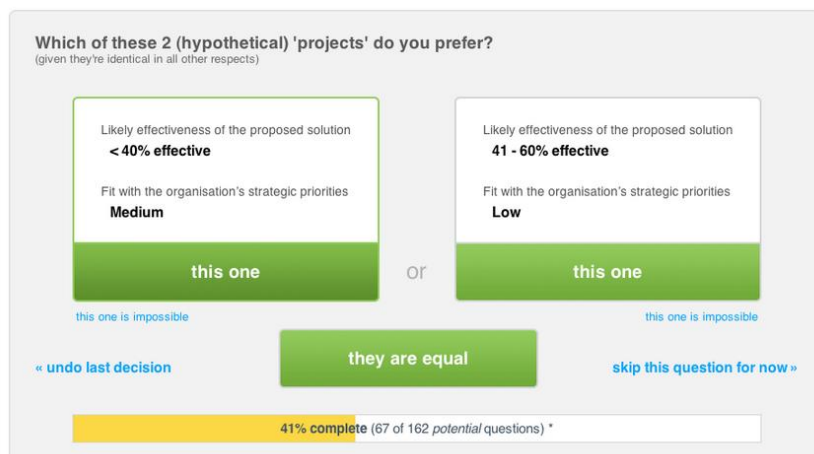 Which of these 2 (hypothetical) 'projects' do you prefer?
(given they're identical in all other respects)
Likely effectiveness of the proposed solution
< 40% effective
Fit with the organisation's strategic priorities
Medium
this one
this one is impossible
or
Likely effectiveness of the proposed solution
41 - 60% effective
Fit with the organisation's strategic priorities
Low
this one
this one is impossible
they are equal
« undo last decision
skip this question for now »
41% complete (67 of 162 potential questions) *